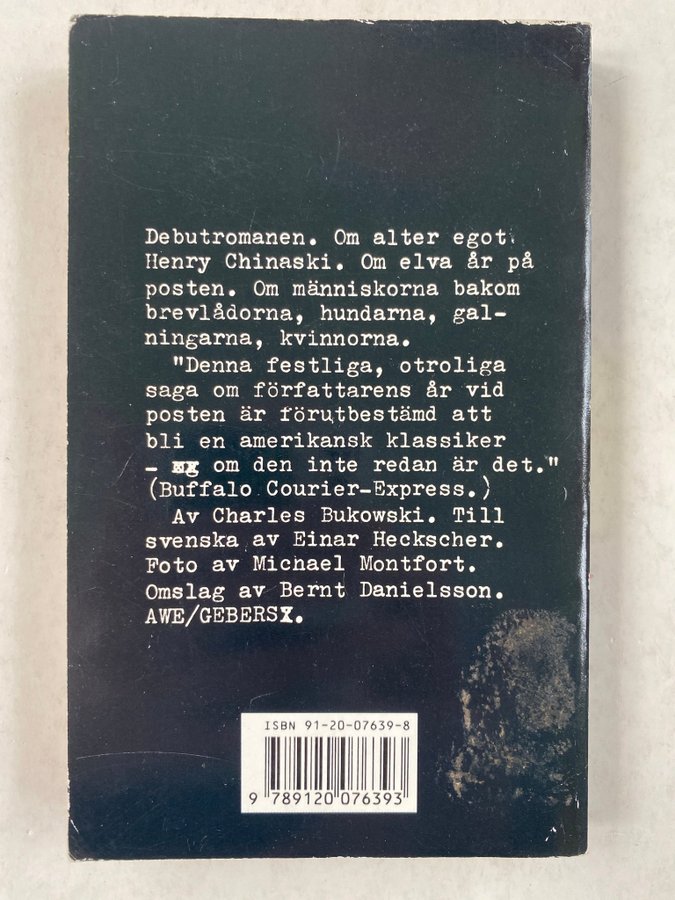 Debutromanen. Om alter egot
Henry Chinaski. Om elva år på
posten. Om människorna bakom
brevlådorna, hundarna, gal-
ningarna, kvinnorna.
"Denna festliga, otroliga
saga om författarens år vid
posten är förutbestämd att
bli en amerikansk klassiker
- om den inte redan är det."
(Buffalo Courier-Express.)
Av Charles Bukowski. Till
svenska av Einar Heckscher.
Foto av Michael Montfort.
Omslag av Bernt Danielsson.
AWE/GEBERS.
ISBN 91-20-07639-8
9 789120 076393